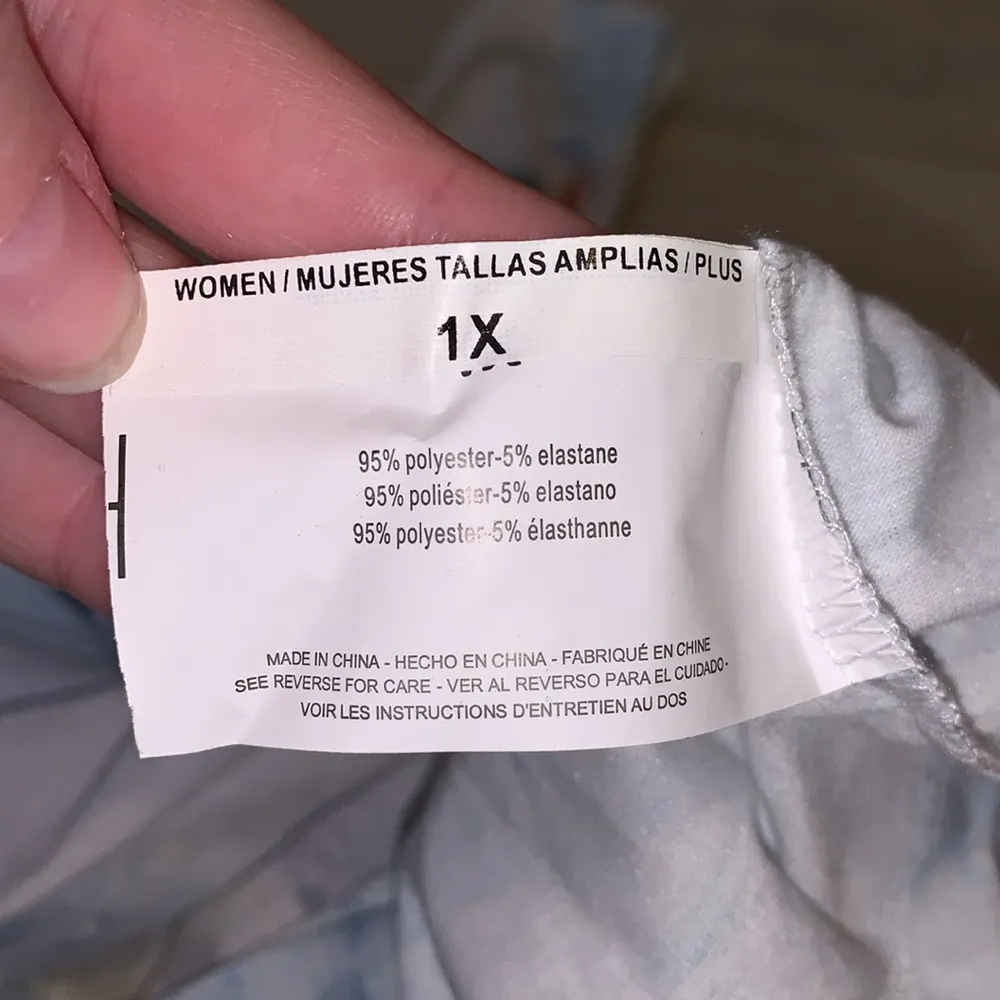 WOMEN / MUJERES TALLAS AMPLIAS / PLUS
1X
95% polyester-5% elastane
95% poliéster-5% elastano
95% polyester-5% élasthanne
MADE IN CHINA - HECHO EN CHINA - FABRIQUÉ EN CHINE
SEE REVERSE FOR CARE - VER AL REVERSO PARA EL CUIDADO-
VOIR LES INSTRUCTIONS D'ENTRETIEN AU DOS